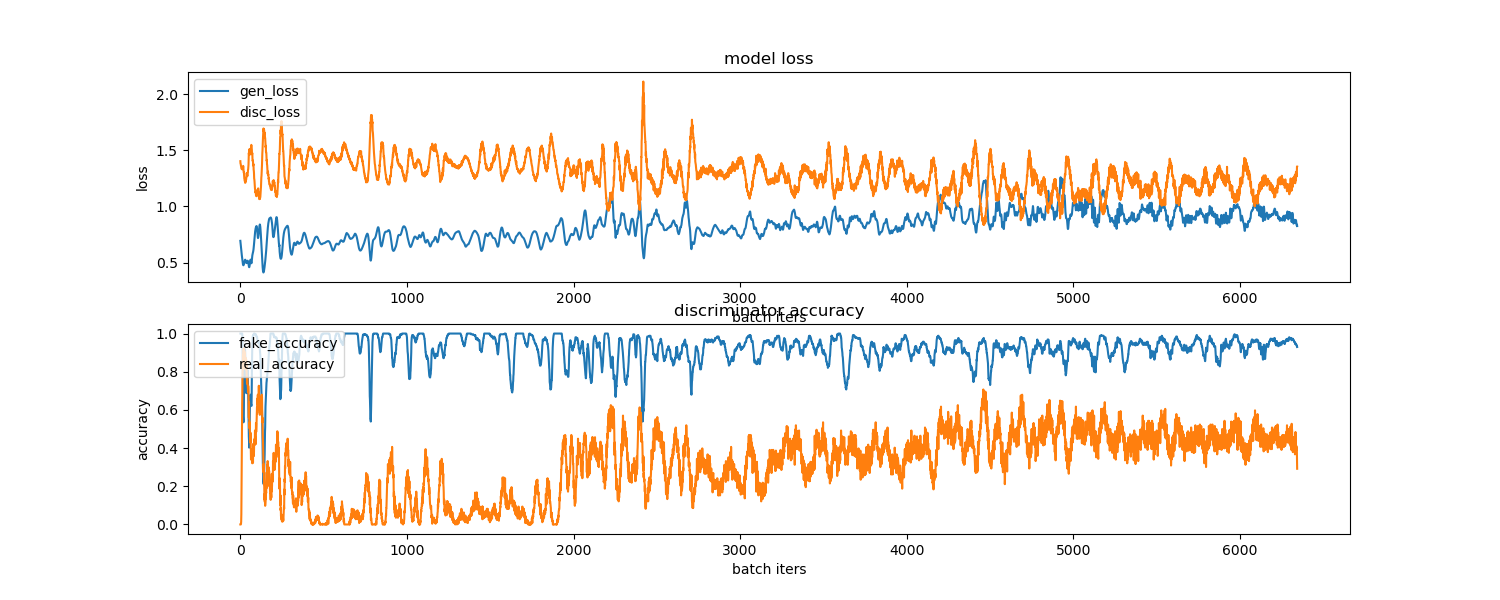 model loss
gen_loss
disc_loss
2.0
1.5
1.0
0.5
loss
0 1000 2000 3000 4000 5000 6000
batch iters
discriminator accuracy
fake_accuracy
real_accuracy
1.0
0.8
0.6
0.4
0.2
0.0
accuracy
0 1000 2000 3000 4000 5000 6000
batch iters